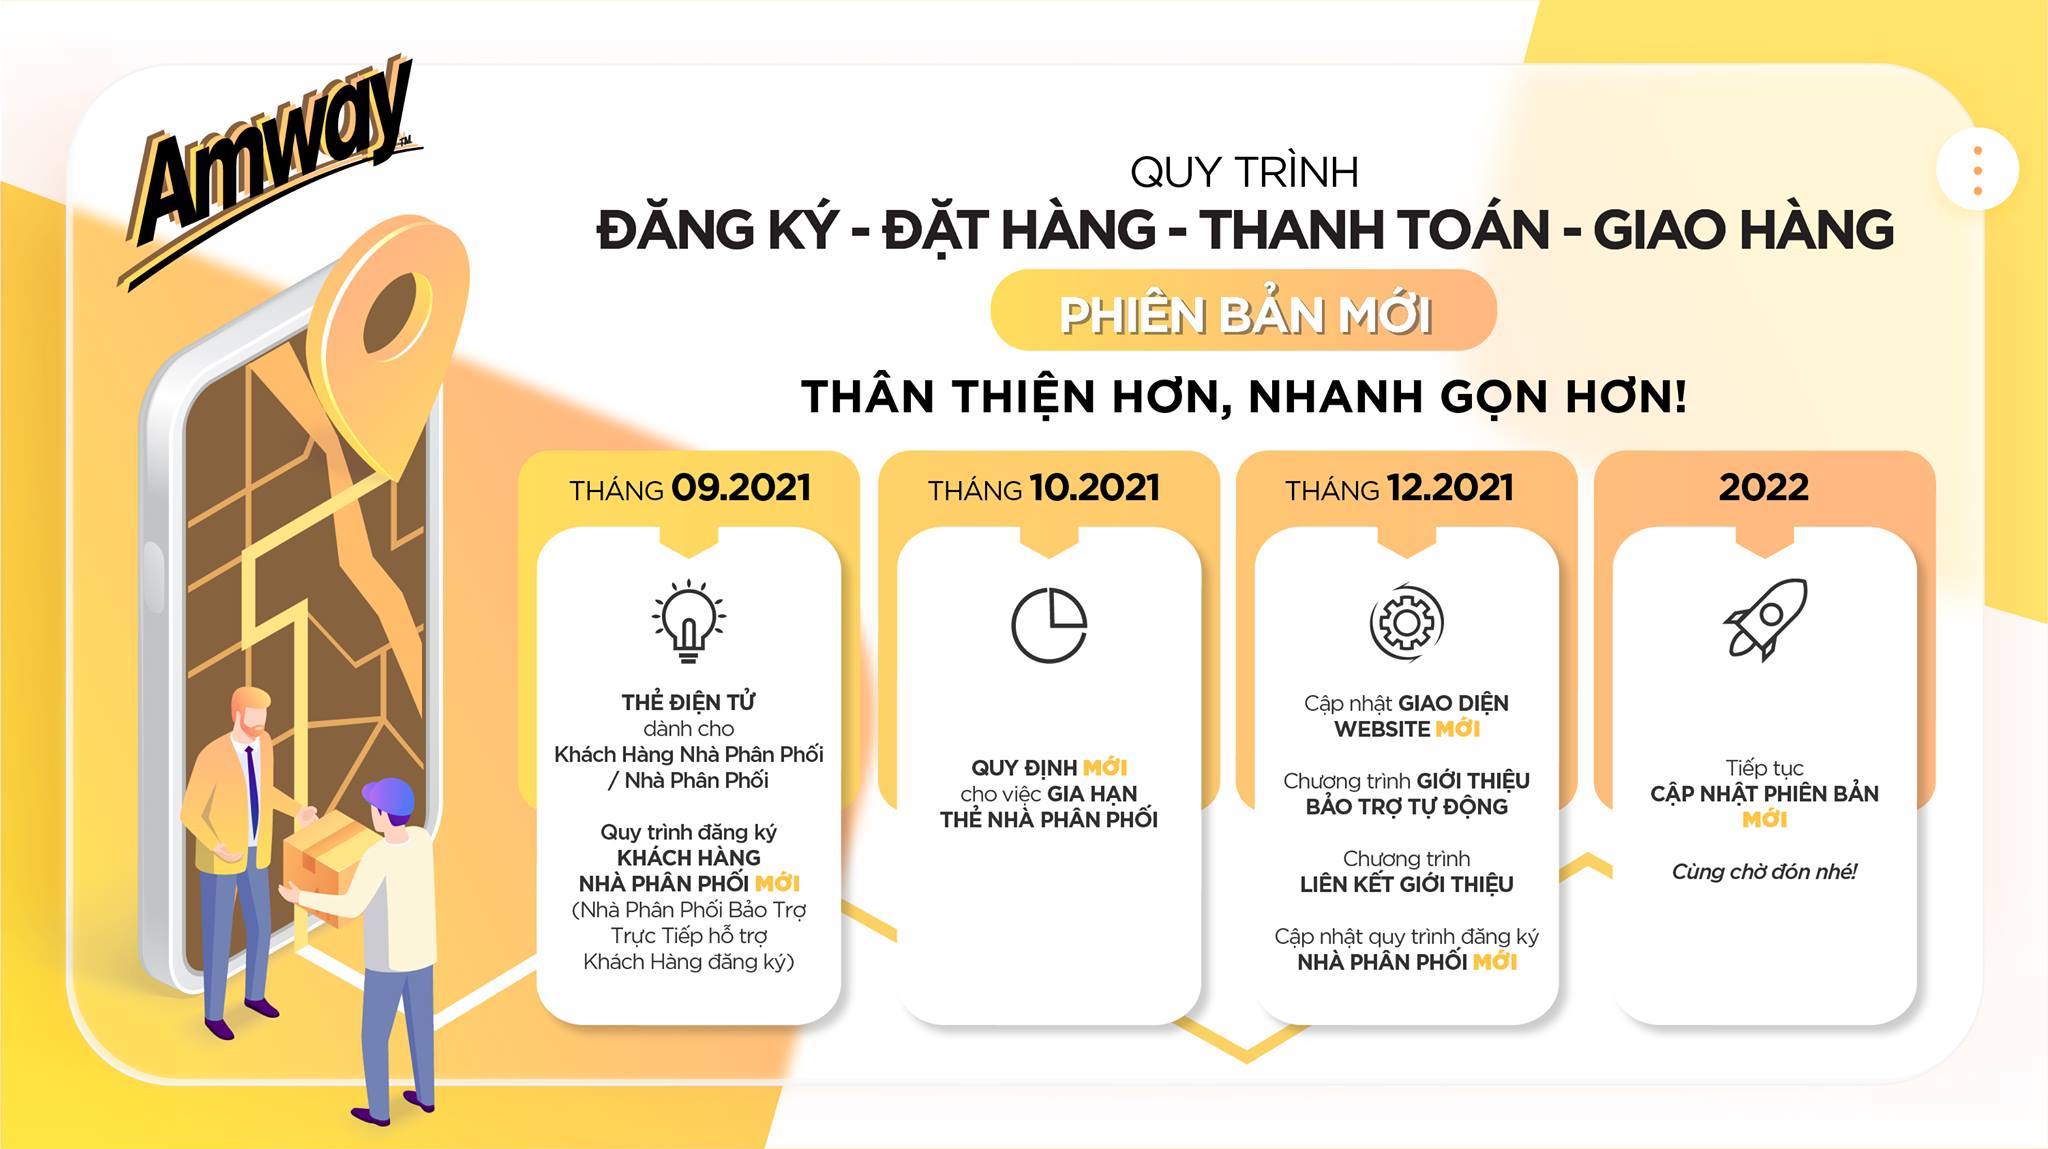 Amway™
QUY TRÌNH
ĐĂNG KÝ - ĐẶT HÀNG - THANH TOÁN - GIAO HÀNG
PHIÊN BẢN MỚI
THÂN THIỆN HƠN, NHANH GỌN HƠN!
THÁNG 09.2021
THẺ ĐIỆN TỬ
dành cho
Khách Hàng Nhà Phân Phối
/ Nhà Phân Phối
Quy trình đăng ký
KHÁCH HÀNG
NHÀ PHÂN PHỐI MỚI
(Nhà Phân Phối Bảo Trợ
Trực Tiếp hỗ trợ
Khách Hàng đăng ký)
THÁNG 10.2021
QUY ĐỊNH MỚI
cho việc GIA HẠN
THẺ NHÀ PHÂN PHỐI
THÁNG 12.2021
Cập nhật GIAO DIỆN
WEBSITE MỚI
Chương trình GIỚI THIỆU
BẢO TRỢ TỰ ĐỘNG
Chương trình
LIÊN KẾT GIỚI THIỆU
Cập nhật quy trình đăng ký
NHÀ PHÂN PHỐI MỚI
2022
Tiếp tục
CẬP NHẬT PHIÊN BẢN
MỚI
Cùng chờ đón nhé!